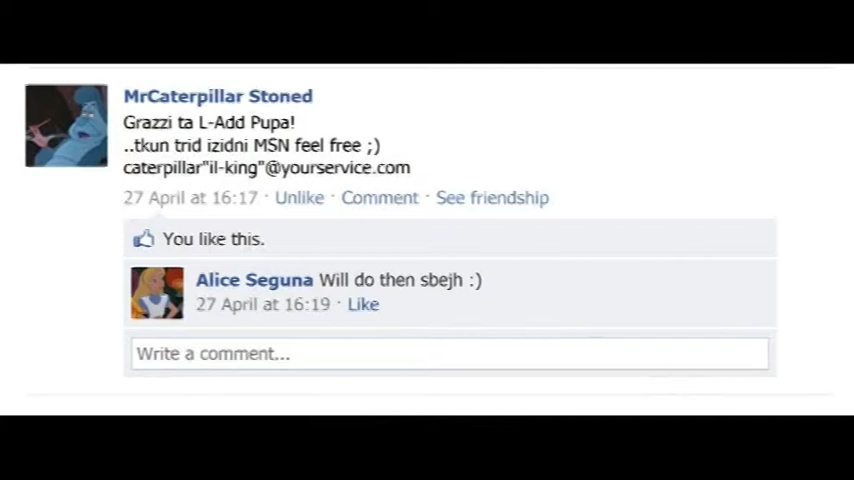 MrCaterpillar Stoned
Grazzi ta L-Add Pupa!
..tkun trid izidni MSN feel free ;)
caterpillar"il-king"@yourservice.com
27 April at 16:17 · Unlike · Comment · See friendship
You like this.
Alice Seguna Will do then sbejh :)
27 April at 16:19 · Like
Write a comment...